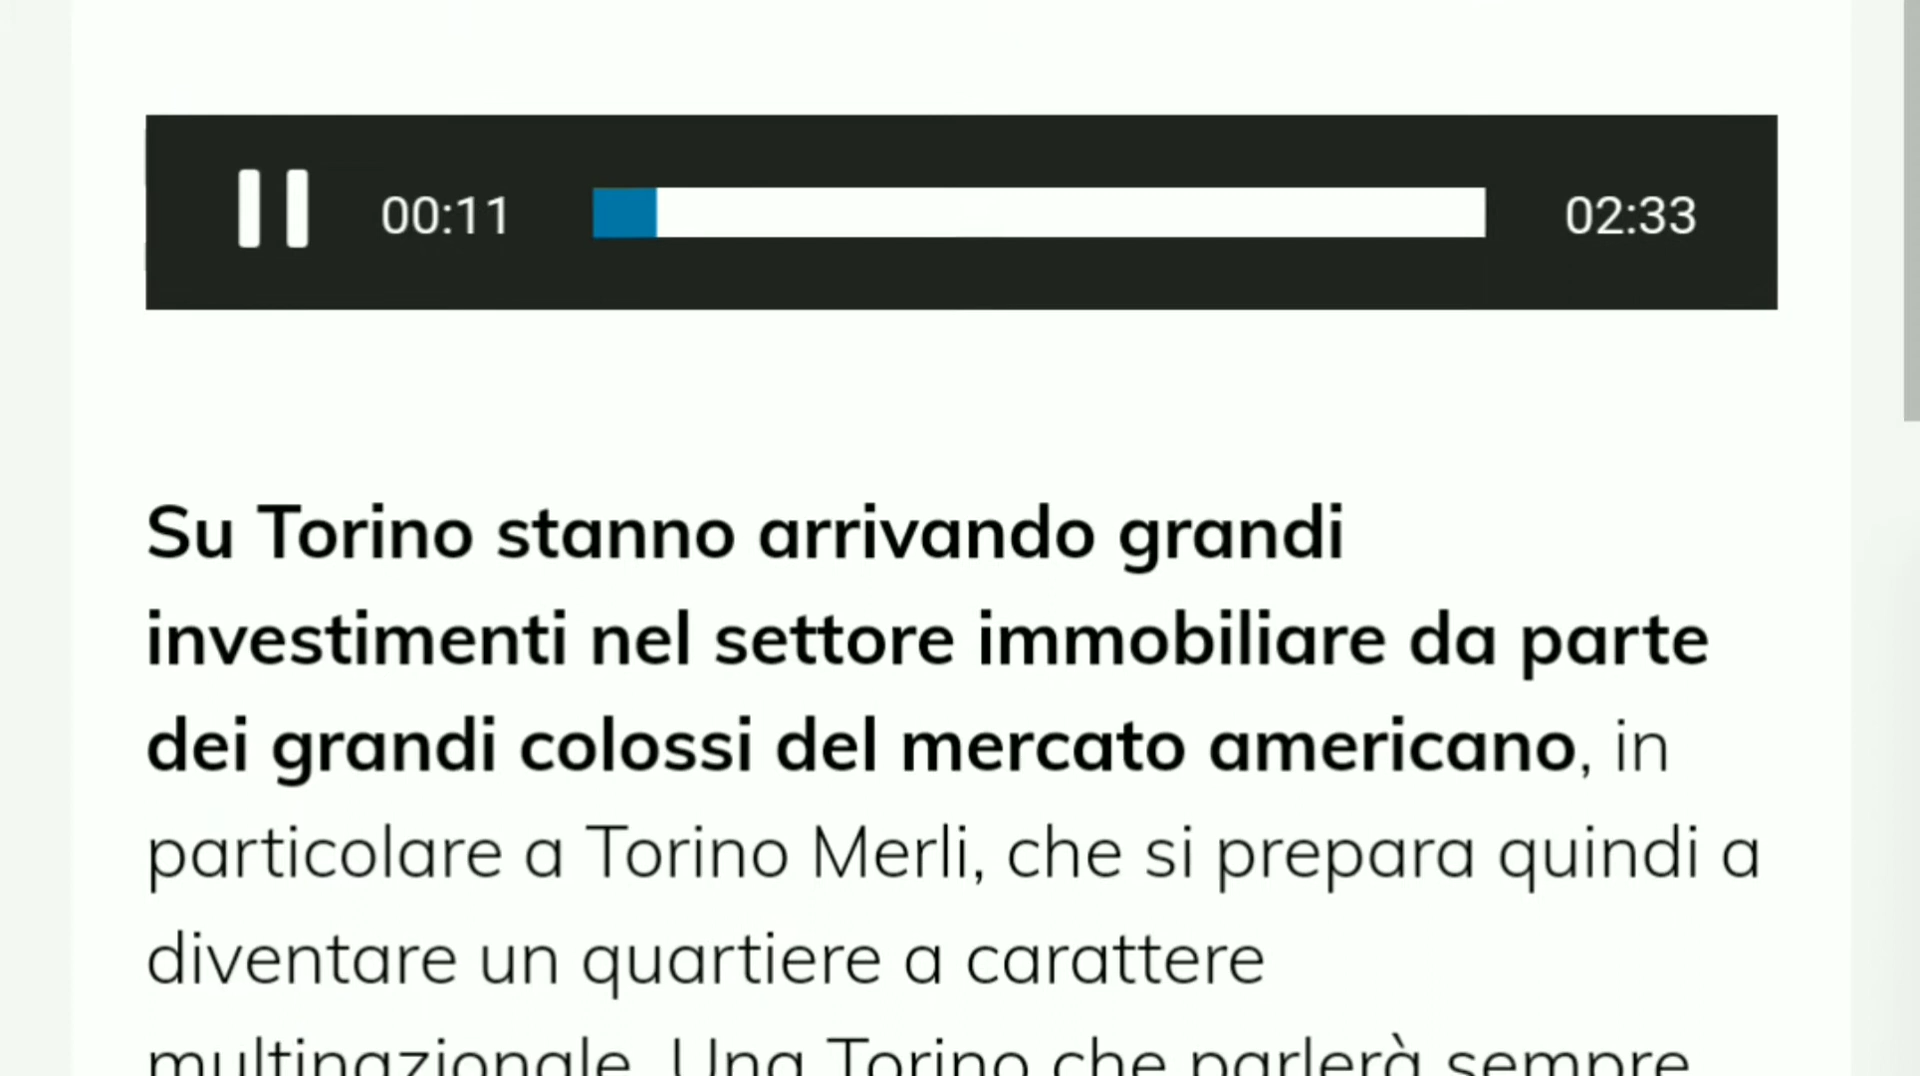 00:11 02:33
Su Torino stanno arrivando grandi
investimenti nel settore immobiliare da parte
dei grandi colossi del mercato americano, in
particolare a Torino Merli, che si prepara quindi a
diventare un quartiere a carattere
multinazionale. Una Torino che parlerà sempre